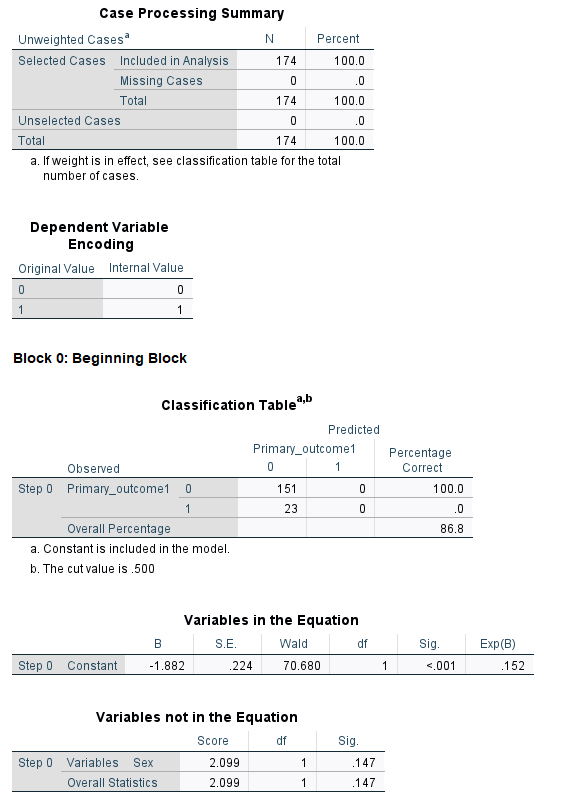 Case Processing Summary
Unweighted Casesᵃ N Percent
Selected Cases Included in Analysis 174 100.0
Missing Cases 0 .0
Total 174 100.0
Unselected Cases 0 .0
Total 174 100.0
a. If weight is in effect, see classification table for the total
number of cases.
Dependent Variable
Encoding
Original Value Internal Value
0 0
1 1
Block 0: Beginning Block
Classification Tableᵃ,ᵇ
Predicted
Primary_outcome1 Percentage
Observed 0 1 Correct
Step 0 Primary_outcome1 0 151 0 100.0
1 23 0 .0
Overall Percentage 86.8
a. Constant is included in the model.
b. The cut value is .500
Variables in the Equation
B S.E. Wald df Sig. Exp(B)
Step 0 Constant -1.882 .224 70.680 1 <.001 .152
Variables not in the Equation
Score df Sig.
Step 0 Variables Sex 2.099 1 .147
Overall Statistics 2.099 1 .147